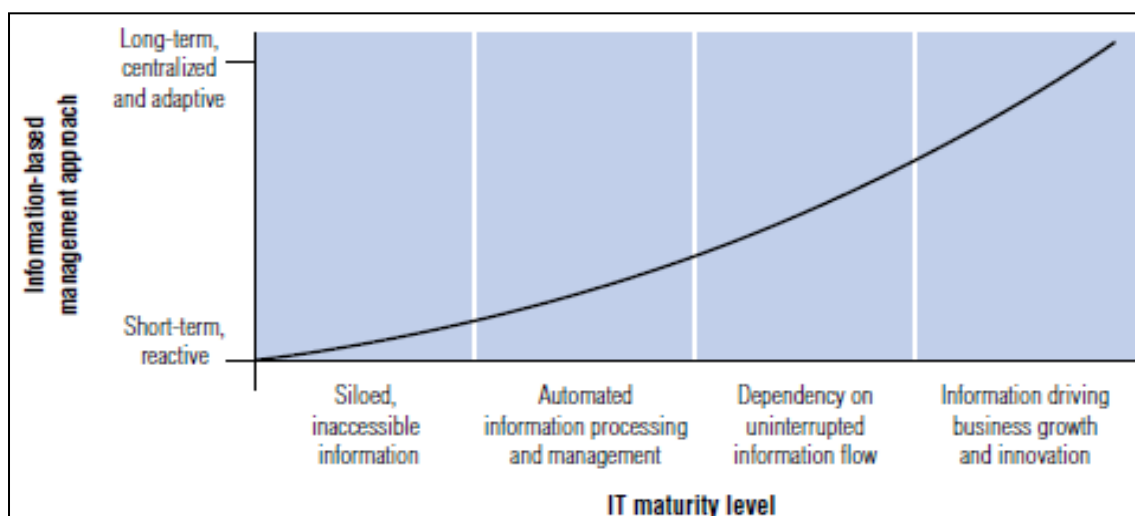 Information-based
management approach
Long-term,
centralized
and adaptive
Short-term,
reactive
Siloed,
inaccessible
information
Automated
information processing
and management
Dependency on
uninterrupted
information flow
Information driving
business growth
and innovation
IT maturity level